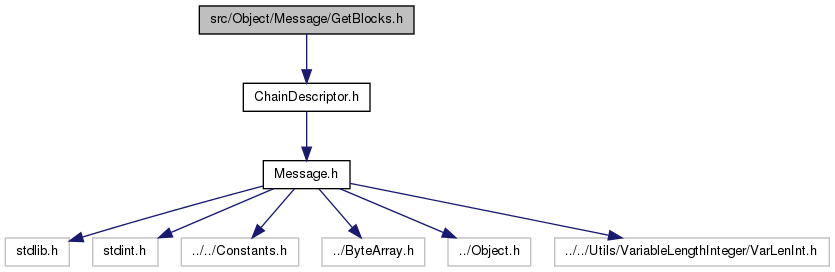 src/Object/Message/GetBlocks.h
ChainDescriptor.h
Message.h
stdlib.h
stdint.h
../../Constants.h
../ByteArray.h
../Object.h
../../Utils/VariableLengthInteger/VarLenInt.h